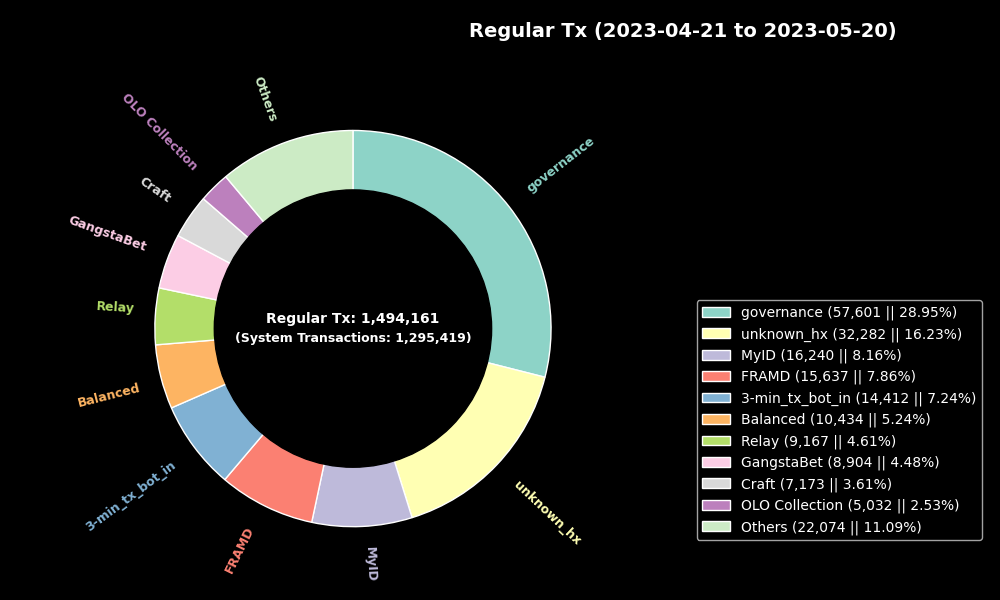 Regular Tx (2023-04-21 to 2023-05-20)
Others
OLO Collection
governance
Craft
GangstaBet
Relay
Regular Tx: 1,494,161
(System Transactions: 1,295,419)
Balanced
3-min_tx_bot_in
unknown_hx
FRAMD
MyID
governance (57,601 || 28.95%)
unknown_hx (32,282 || 16.23%)
MyID (16,240 || 8.16%)
FRAMD (15,637 || 7.86%)
3-min_tx_bot_in (14,412 || 7.24%)
Balanced (10,434 || 5.24%)
Relay (9,167 || 4.61%)
GangstaBet (8,904 || 4.48%)
Craft (7,173 || 3.61%)
OLO Collection (5,032 || 2.53%)
Others (22,074 || 11.09%)